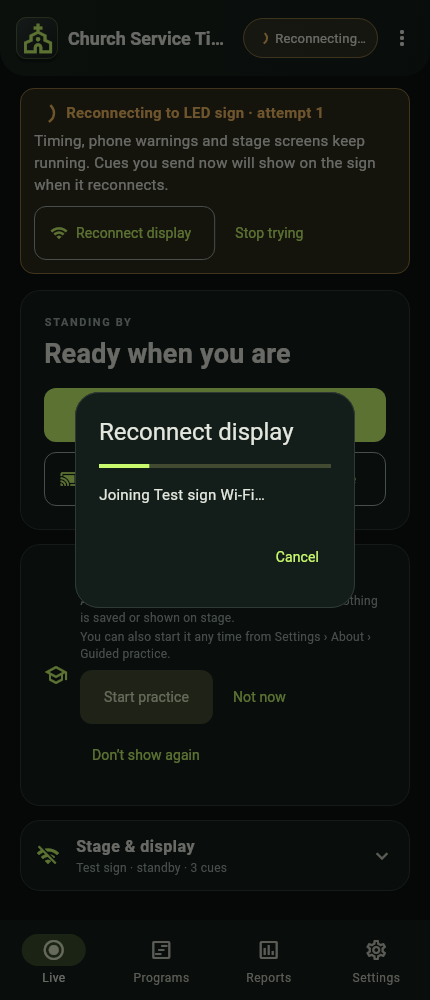 Church Service Ti…
Reconnecting…
Reconnecting to LED sign · attempt 1
Timing, phone warnings and stage screens keep
running. Cues you send now will show on the sign
when it reconnects.
Reconnect display
Stop trying
STANDING BY
Ready when you are
Reconnect display
Joining Test sign Wi-Fi…
Cancel
is saved or shown on stage.
You can also start it any time from Settings › About ›
Guided practice.
Start practice
Not now
Don't show again
Stage & display
Test sign · standby · 3 cues
Live
Programs
Reports
Settings